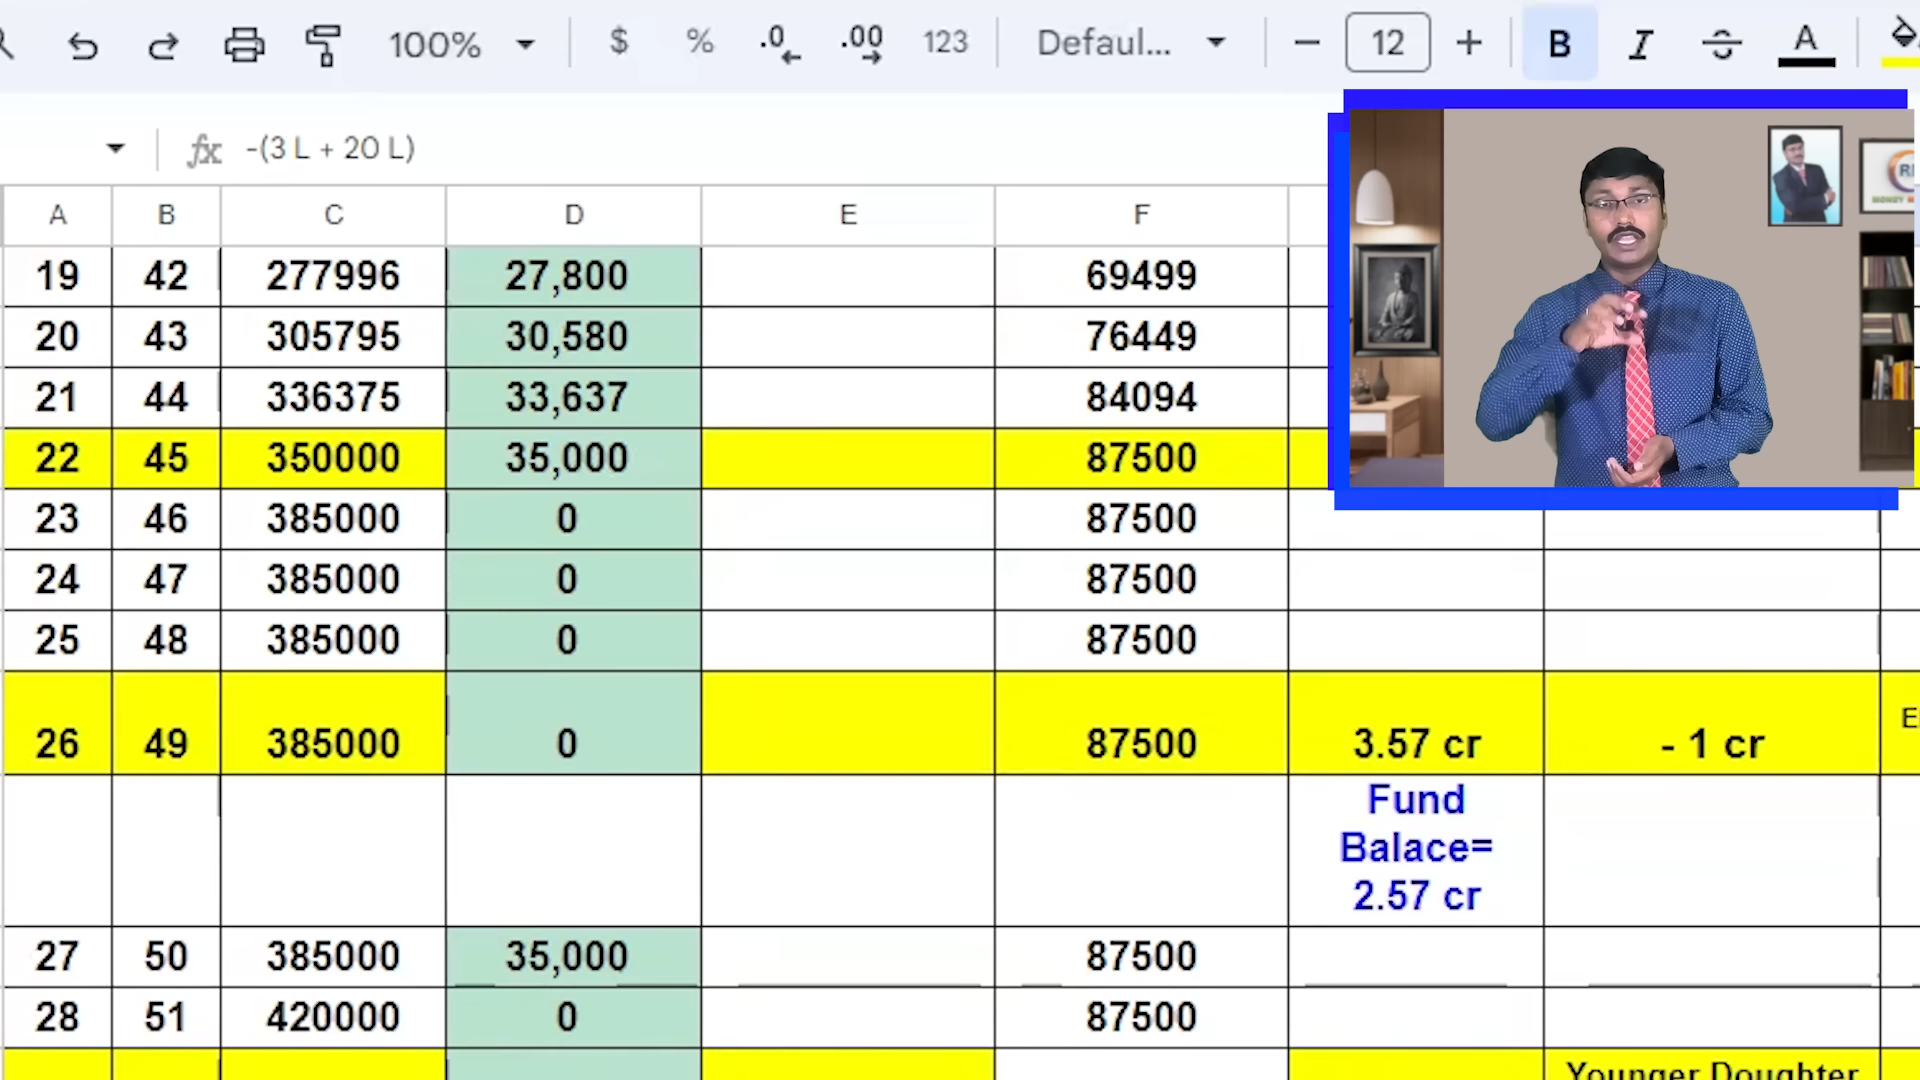 100% $ % .0 .00 123 Defaul... 12 B I A
fx -(3 L + 20 L)
A B C D E F
19 42 277996 27,800 69499
20 43 305795 30,580 76449
21 44 336375 33,637 84094
22 45 350000 35,000 87500
23 46 385000 0 87500
24 47 385000 0 87500
25 48 385000 0 87500
26 49 385000 0 87500 3.57 cr - 1 cr
Fund
Balace=
2.57 cr
27 50 385000 35,000 87500
28 51 420000 0 87500
Younger Doughter